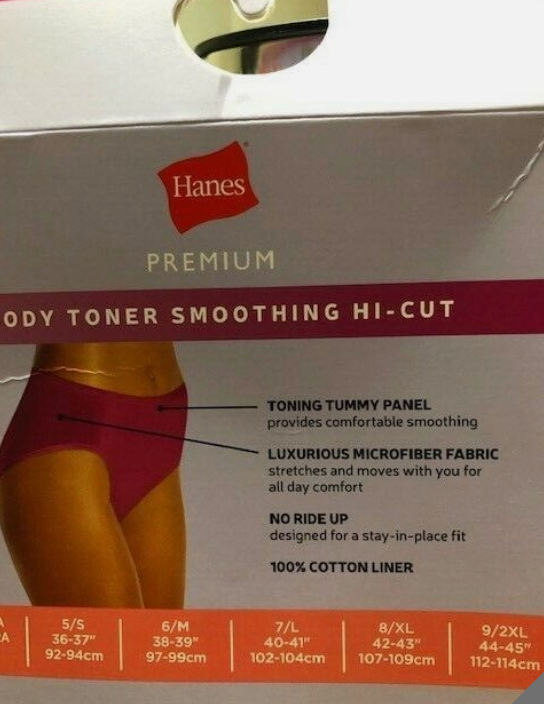 Hanes
PREMIUM
ODY TONER SMOOTHING HI-CUT
TONING TUMMY PANEL
provides comfortable smoothing
LUXURIOUS MICROFIBER FABRIC
stretches and moves with you for
all day comfort
NO RIDE UP
designed for a stay-in-place fit
100% COTTON LINER
5/S
36-37"
92-94cm
6/M
38-39"
97-99cm
7/L
40-41"
102-104cm
8/XL
42-43"
107-109cm
9/2XL
44-45"
112-114cm